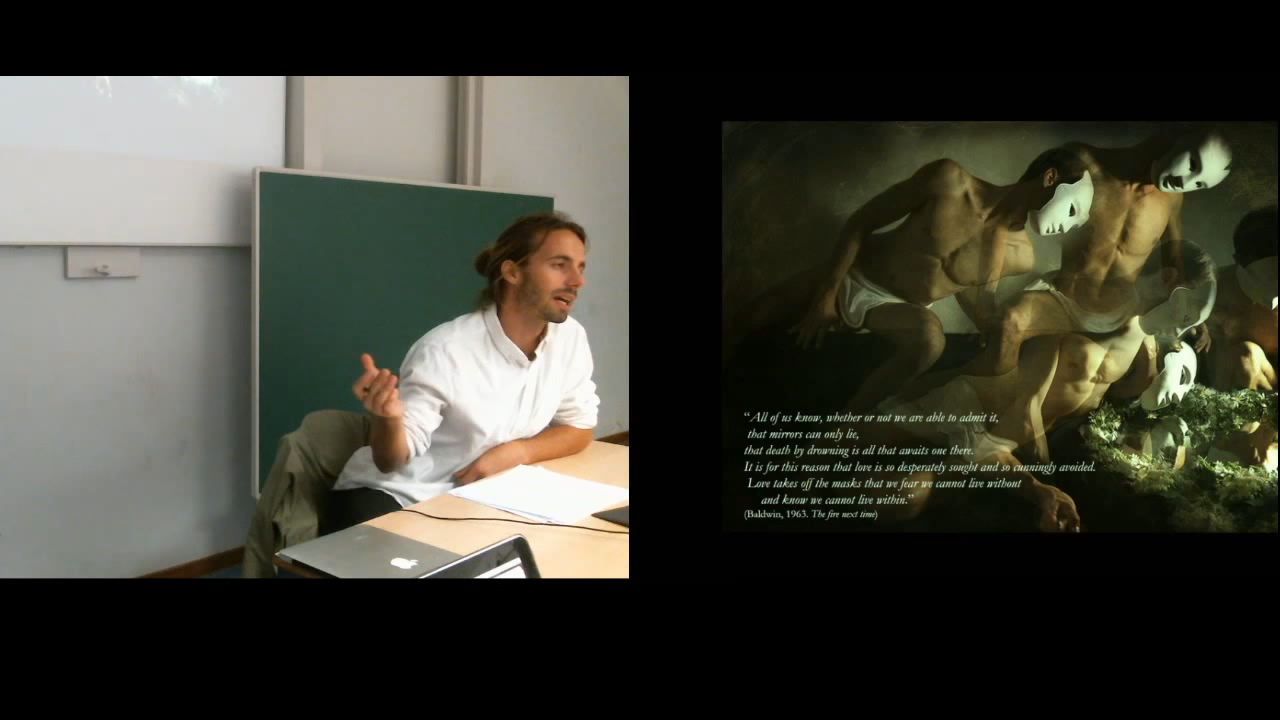 “All of us know, whether or not we are able to admit it,
that mirrors can only lie,
that death by drowning is all that awaits one there.
It is for this reason that love is so desperately sought and so cunningly avoided.
Love takes off the masks that we fear we cannot live without
and know we cannot live within.”
(Baldwin, 1963. The fire next time)